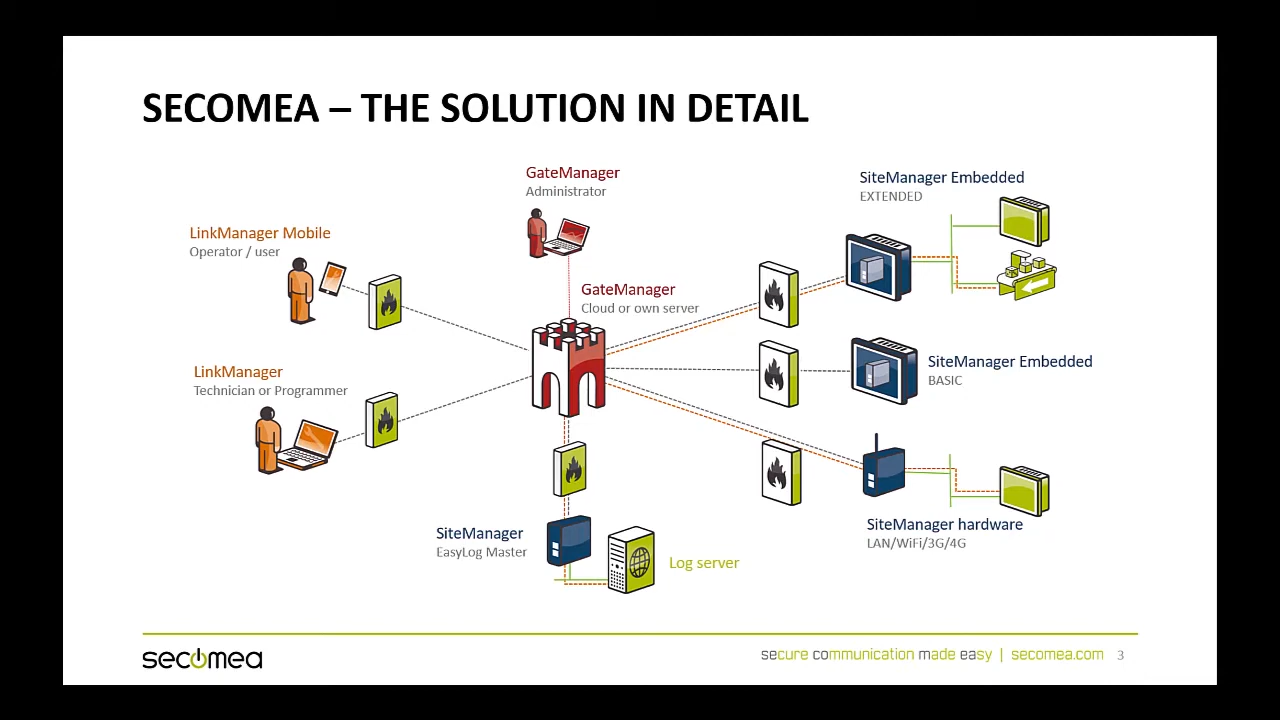 SECOMEA – THE SOLUTION IN DETAIL
GateManager
Administrator
SiteManager Embedded
EXTENDED
LinkManager Mobile
Operator / user
GateManager
Cloud or own server
LinkManager
Technician or Programmer
SiteManager Embedded
BASIC
SiteManager
EasyLog Master
Log server
SiteManager hardware
LAN/WiFi/3G/4G
secomea
secure communication made easy | secomea.com 3